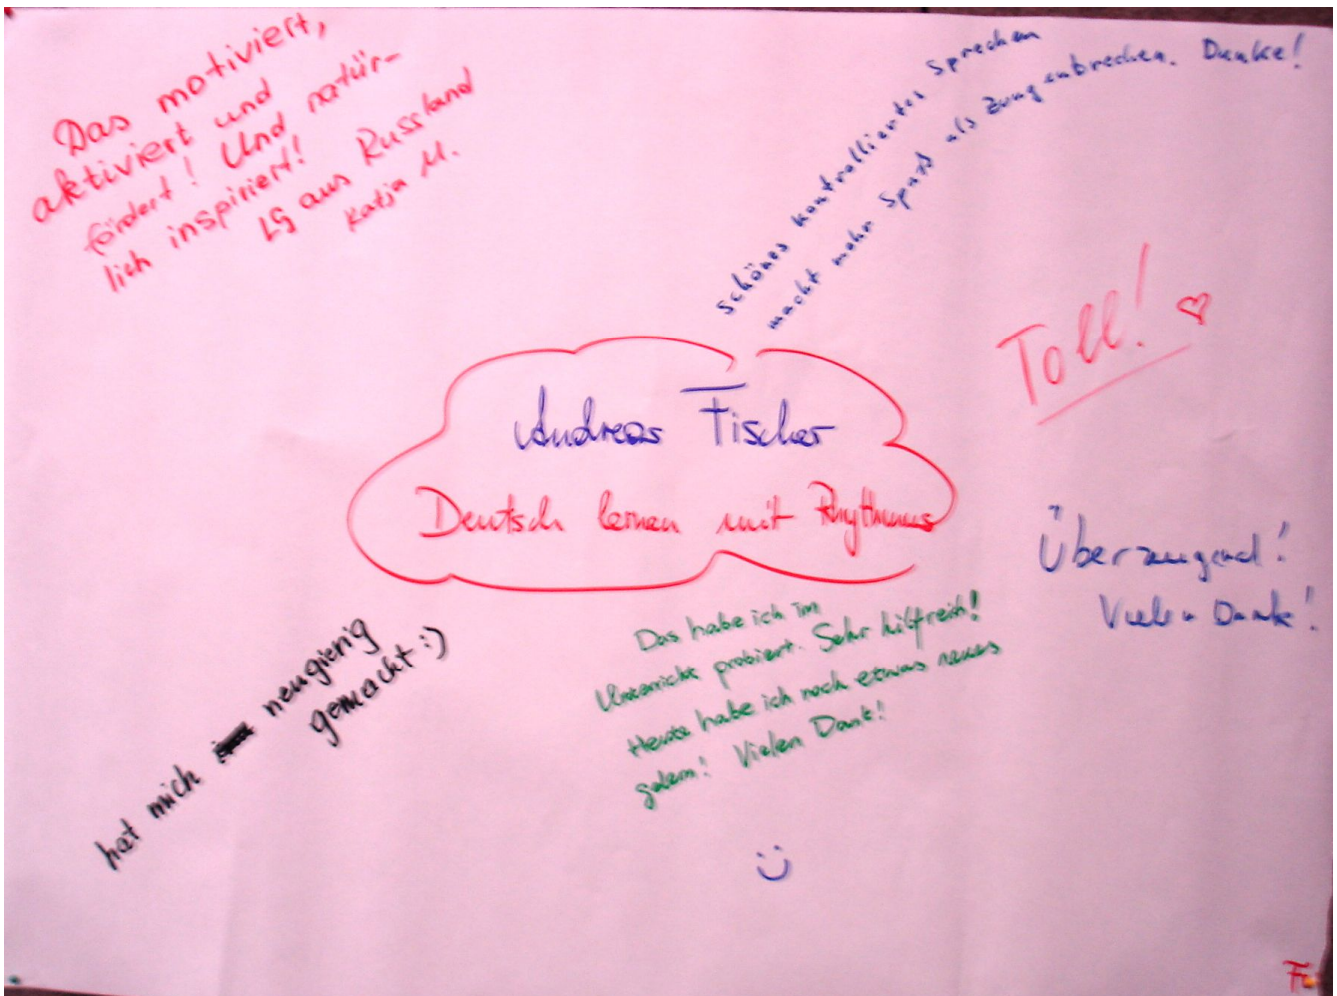 Das motiviert,
aktiviert und
fördert! Und natür-
lich inspiriert!
LG aus Russland
Katja M.
schönes kontrolliertes sprechen
macht mehr Spaß als Zungenbrechen. Danke!
Toll!
Andreas Fischer
Deutsch lernen mit Rhythmus
Überzeugend!
Vielen Dank!
hat mich neugierig
gemacht :)
Das habe ich im
Unterricht probiert. Sehr hilfreich!
Heute habe ich noch etwas neues
gelern! Vielen Dank!